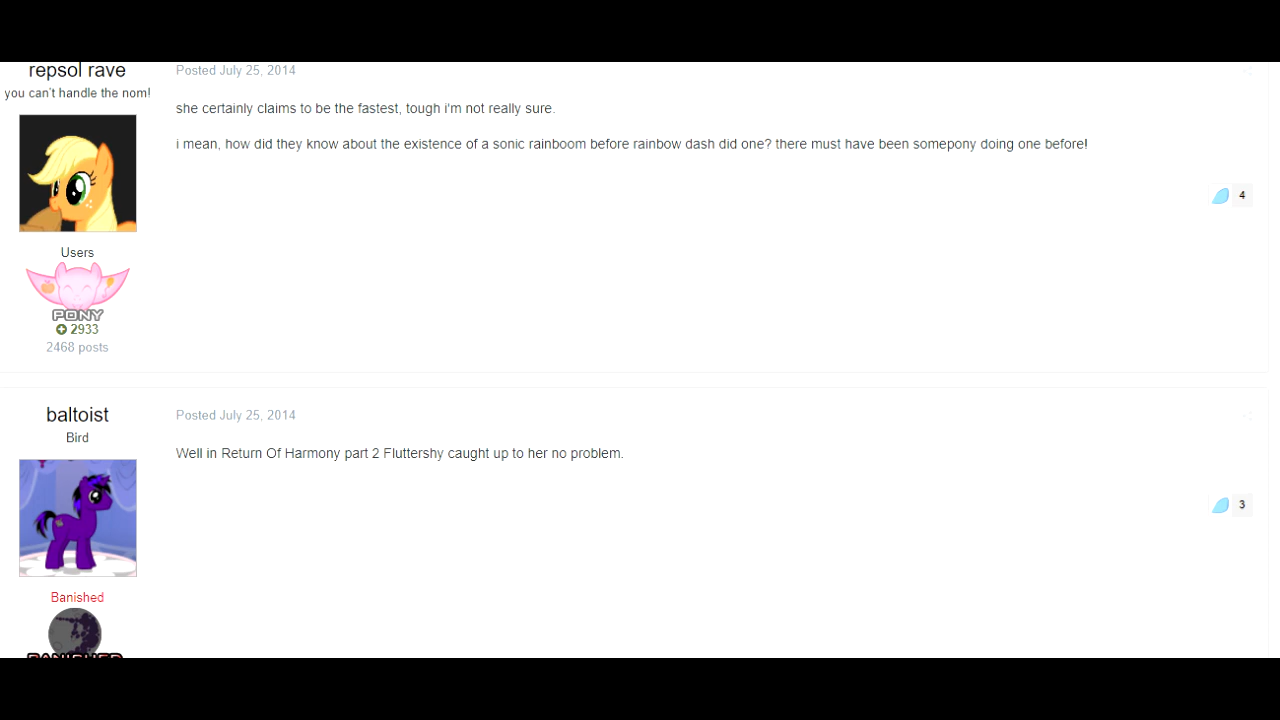 repsol rave
Posted July 25, 2014
you can't handle the nom!
she certainly claims to be the fastest, tough i'm not really sure.
i mean, how did they know about the existence of a sonic rainboom before rainbow dash did one? there must have been somepony doing one before!
4
Users
PONY
2933
2468 posts
baltoist
Posted July 25, 2014
Bird
Well in Return Of Harmony part 2 Fluttershy caught up to her no problem.
3
Banished
BANISHED